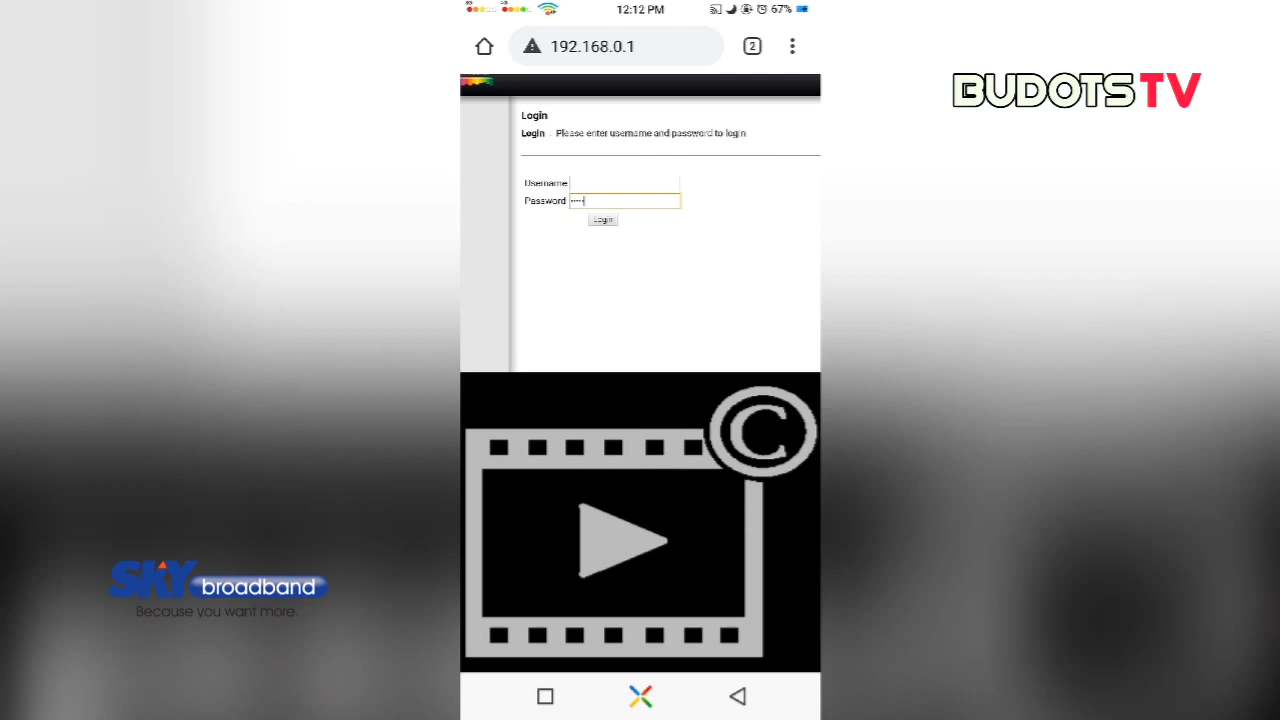 12:12 PM
67%
192.168.0.1
2
BUDOTS TV
Login
Login Please enter username and password to login
Username
Password
Login
C
SKY broadband
Because you want more.